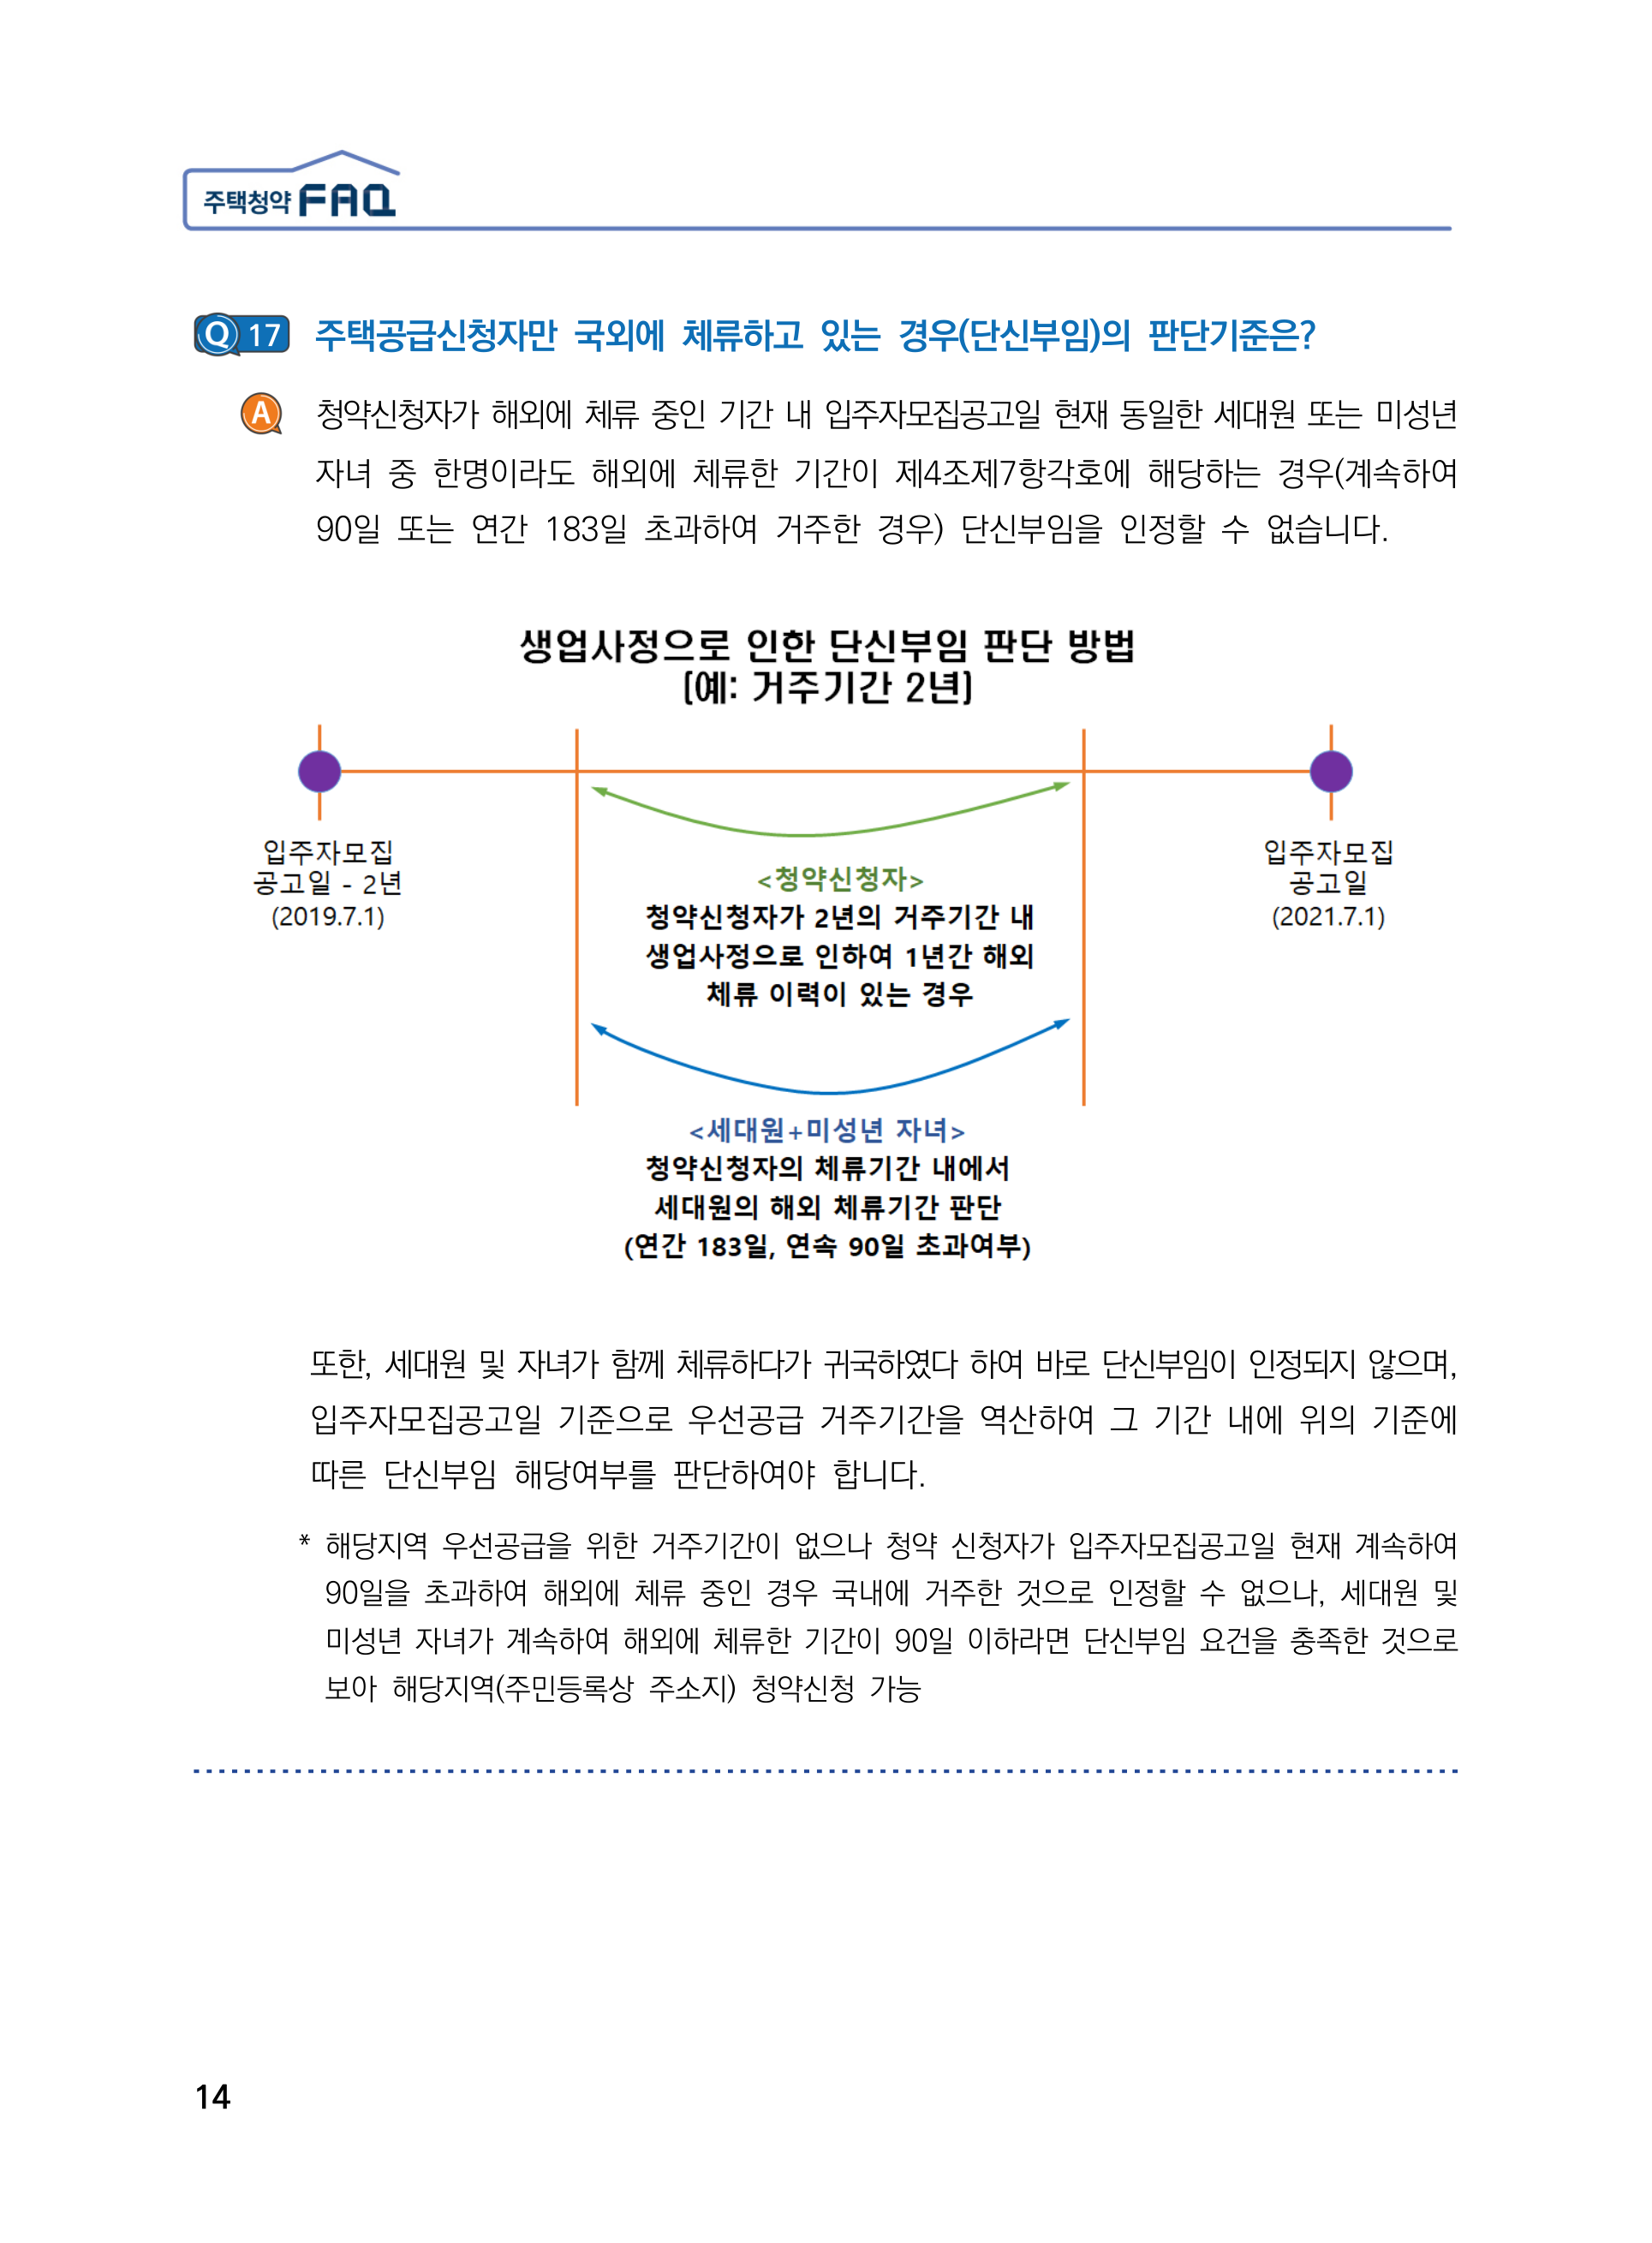 주택청약 FAQ
Q 17 주택공급신청자만 국외에 체류하고 있는 경우(단신부임)의 판단기준은?
A 청약신청자가 해외에 체류 중인 기간 내 입주자모집공고일 현재 동일한 세대원 또는 미성년
자녀 중 한명이라도 해외에 체류한 기간이 제4조제7항각호에 해당하는 경우(계속하여
90일 또는 연간 183일 초과하여 거주한 경우) 단신부임을 인정할 수 없습니다.
생업사정으로 인한 단신부임 판단 방법
(예: 거주기간 2년)
입주자모집
공고일 - 2년
(2019.7.1)
입주자모집
공고일
(2021.7.1)
<청약신청자>
청약신청자가 2년의 거주기간 내
생업사정으로 인하여 1년간 해외
체류 이력이 있는 경우
<세대원+미성년 자녀>
청약신청자의 체류기간 내에서
세대원의 해외 체류기간 판단
(연간 183일, 연속 90일 초과여부)
또한, 세대원 및 자녀가 함께 체류하다가 귀국하였다 하여 바로 단신부임이 인정되지 않으며,
입주자모집공고일 기준으로 우선공급 거주기간을 역산하여 그 기간 내에 위의 기준에
따른 단신부임 해당여부를 판단하여야 합니다.
* 해당지역 우선공급을 위한 거주기간이 없으나 청약 신청자가 입주자모집공고일 현재 계속하여
90일을 초과하여 해외에 체류 중인 경우 국내에 거주한 것으로 인정할 수 없으나, 세대원 및
미성년 자녀가 계속하여 해외에 체류한 기간이 90일 이하라면 단신부임 요건을 충족한 것으로
보아 해당지역(주민등록상 주소지) 청약신청 가능
14